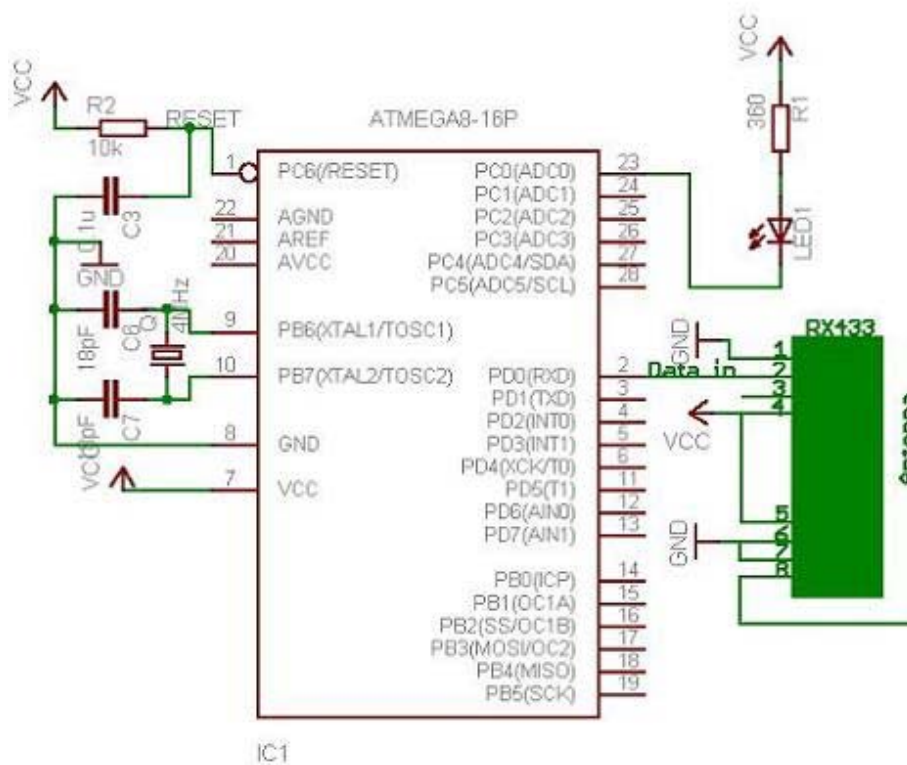 VCC
R2
10k
RESET
ATMEGA8-16P
VCC
360
R1
LED1
0.1u
C3
GND
18pF
C6
4MHz
C7
VCC
1
22
21
20
9
10
8
7
PC6(/RESET)
AGND
AREF
AVCC
PB6(XTAL1/TOSC1)
PB7(XTAL2/TOSC2)
GND
VCC
PC0(ADC0) 23
PC1(ADC1) 24
PC2(ADC2) 25
PC3(ADC3) 26
PC4(ADC4/SDA) 27
PC5(ADC5/SCL) 28
PD0(RXD) 2
PD1(TXD) 3
PD2(INT0) 4
PD3(INT1) 5
PD4(XCK/T0) 6
PD5(T1) 11
PD6(AIN0) 12
PD7(AIN1) 13
PB0(ICP) 14
PB1(OC1A) 15
PB2(SS/OC1B) 16
PB3(MOSI/OC2) 17
PB4(MISO) 18
PB5(SCK) 19
IC1
GND
Data in
VCC
GND
RX433
1
2
3
4
5
6
7
8